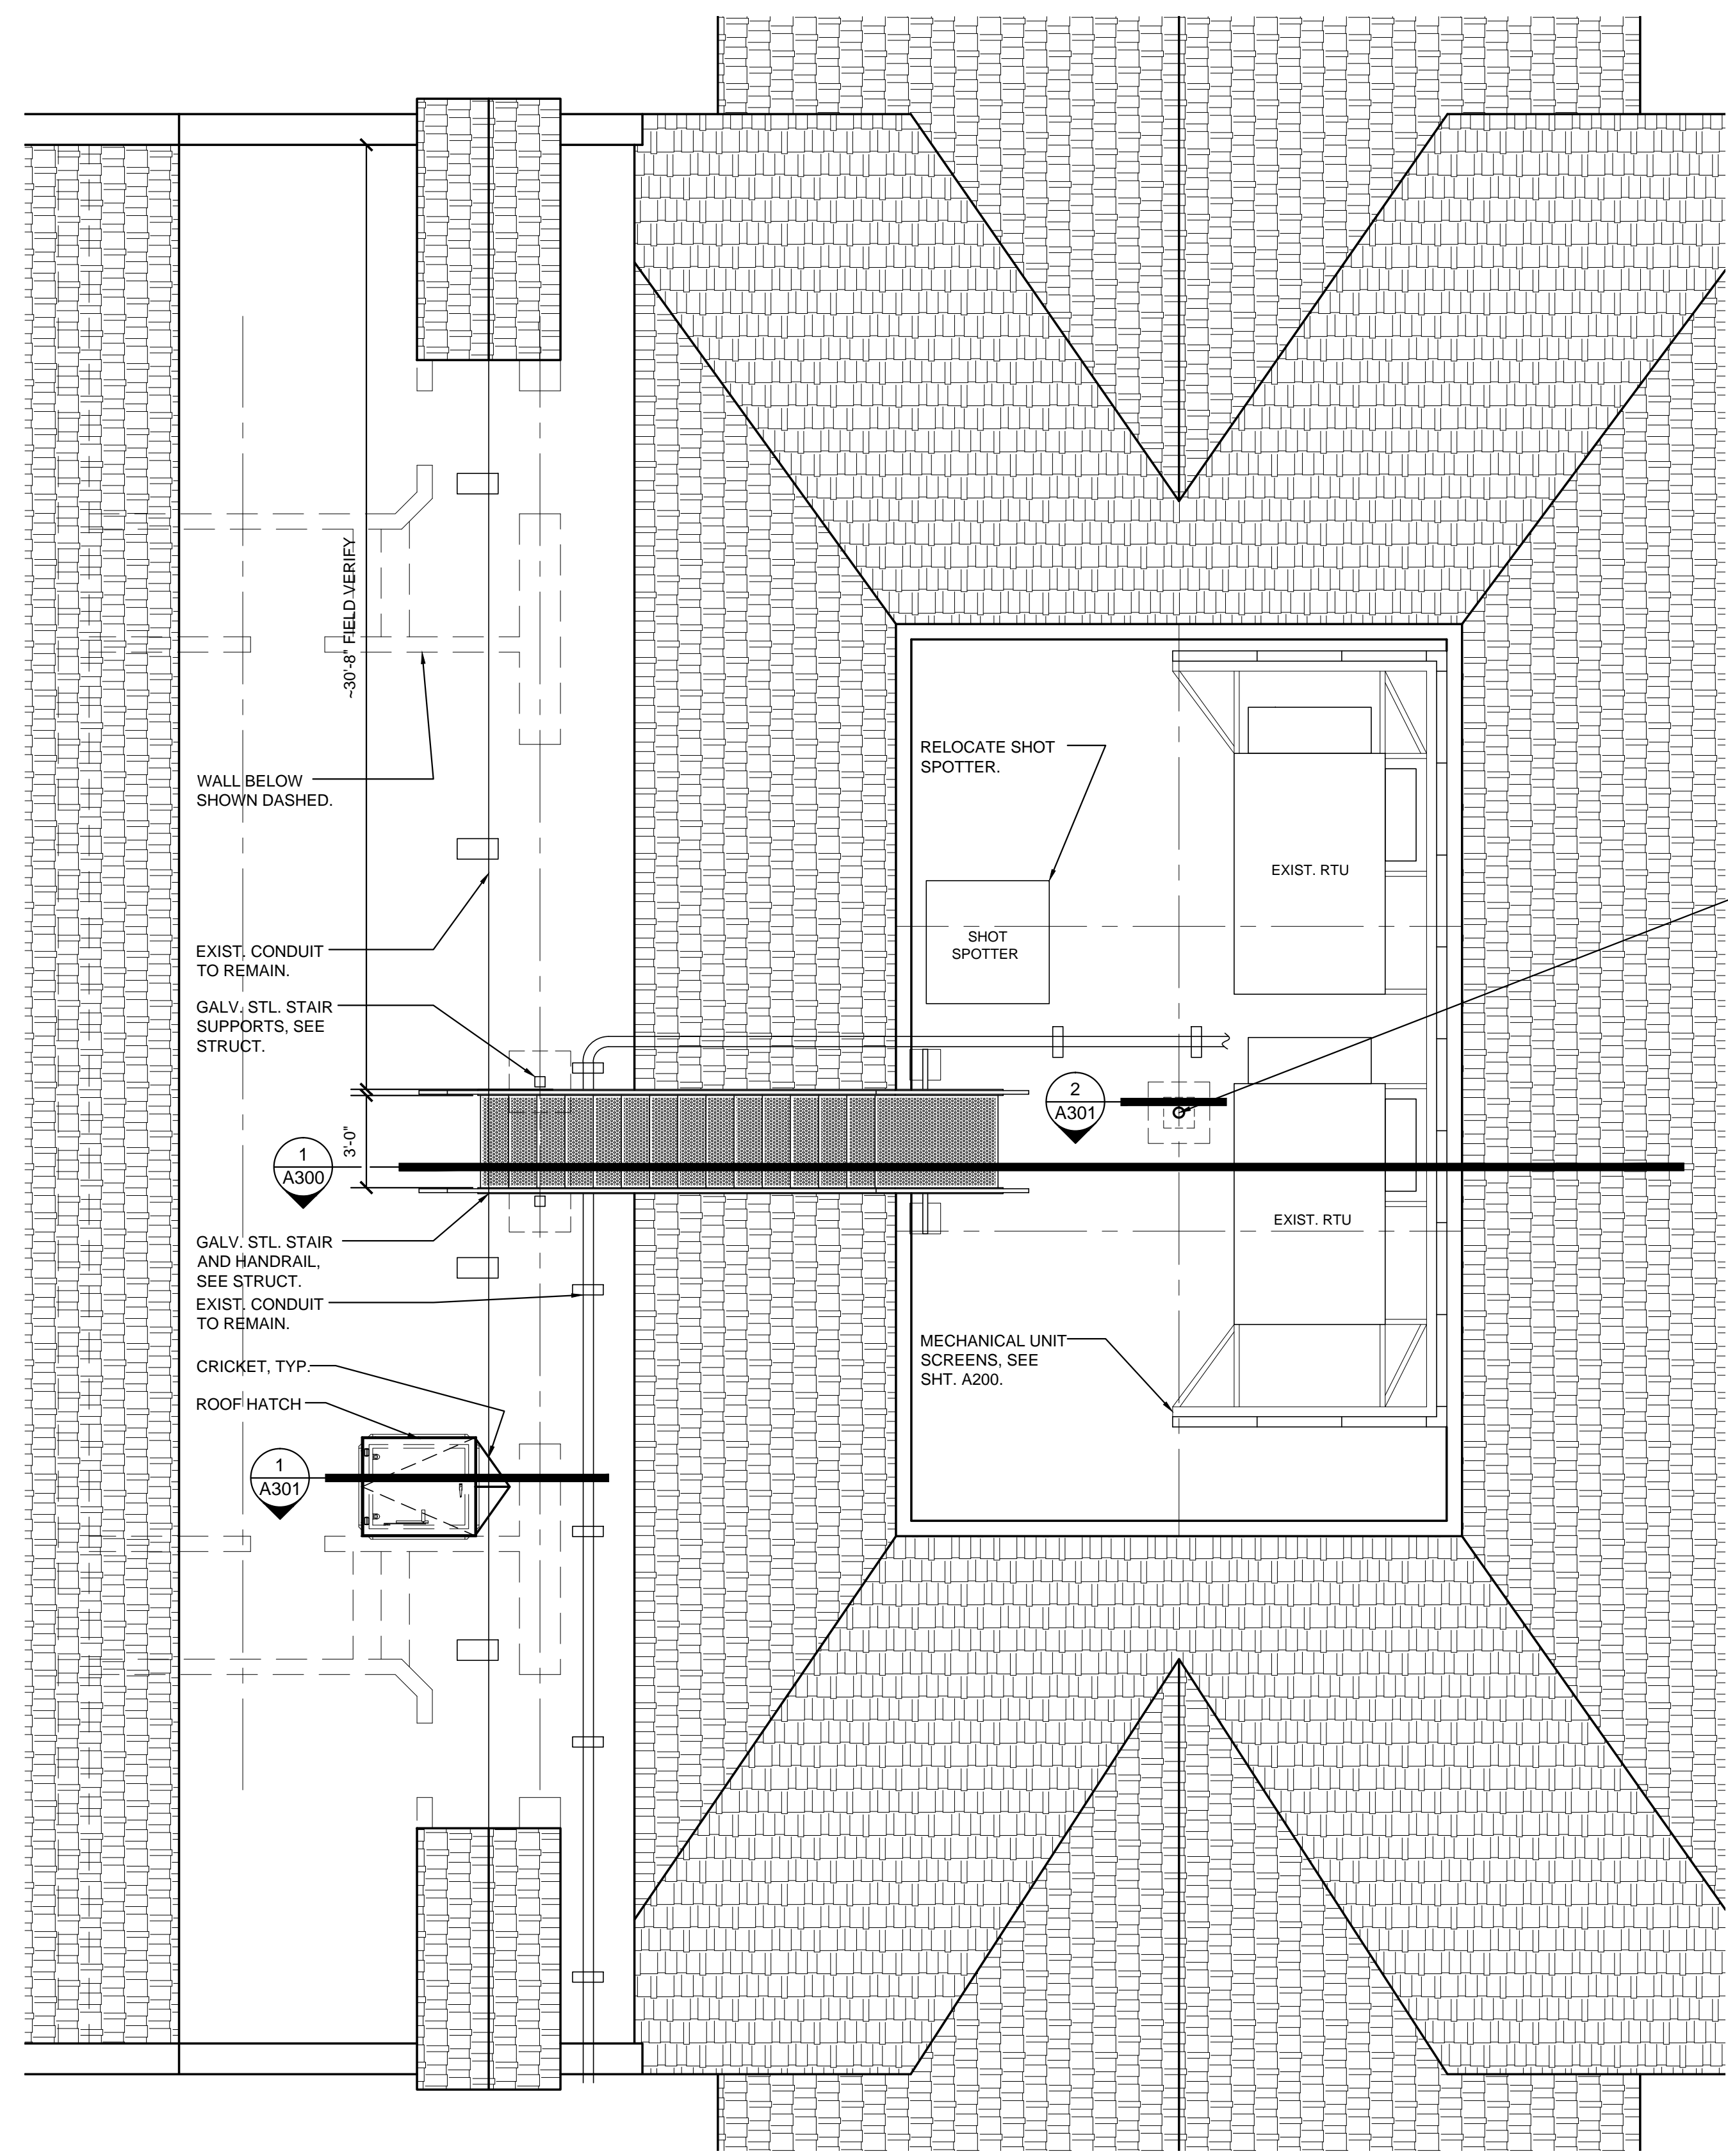 ~30'-8" FIELD VERIFY
WALL BELOW
SHOWN DASHED.
EXIST. CONDUIT
TO REMAIN.
GALV. STL. STAIR
SUPPORTS, SEE
STRUCT.
3'-0"
1
A300
GALV. STL. STAIR
AND HANDRAIL,
SEE STRUCT.
EXIST. CONDUIT
TO REMAIN.
CRICKET, TYP.
ROOF HATCH
1
A301
RELOCATE SHOT
SPOTTER.
SHOT
SPOTTER
EXIST. RTU
2
A301
EXIST. RTU
MECHANICAL UNIT
SCREENS, SEE
SHT. A200.